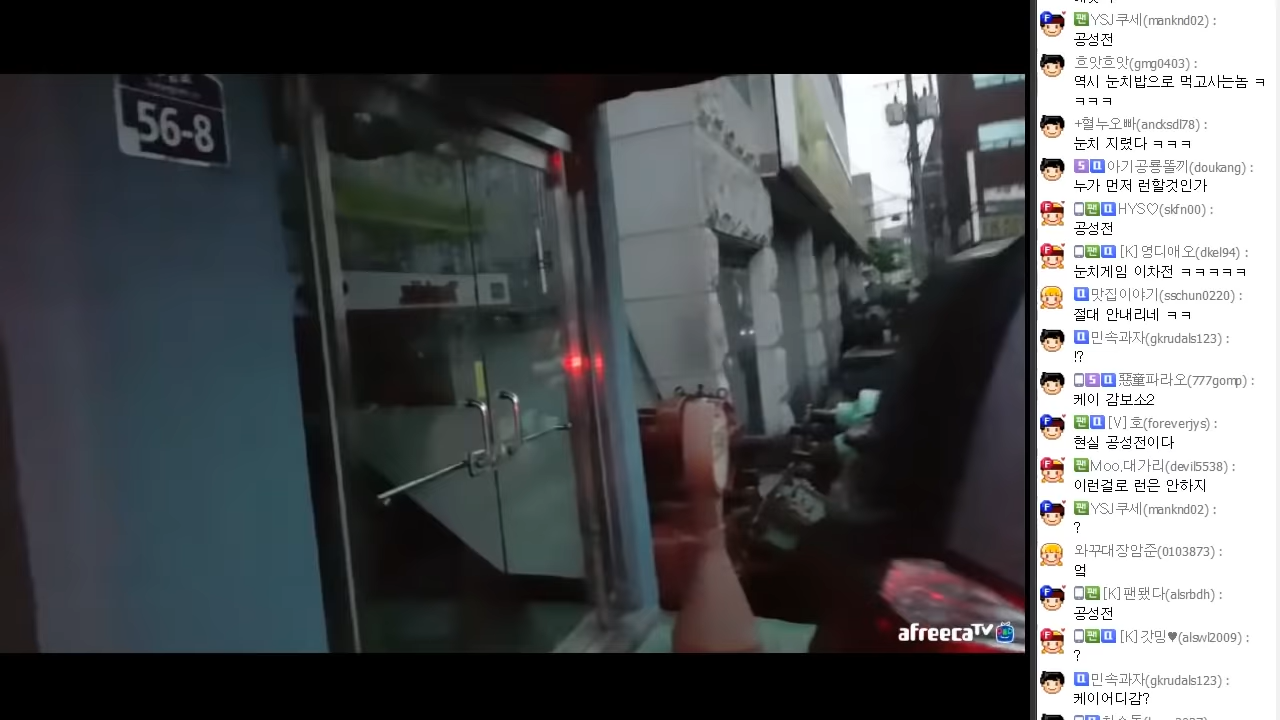 56-8
afreecaTV
YSJ쿠세(manknd02) :
공성전
흐앗흐앗(gmg0403) :
역시 눈치밥으로 먹고사는놈 ㅋ
ㅋㅋㅋ
+혈누오빠(ancksdl78) :
눈치 지렸다 ㅋㅋㅋ
아기공룡똘끼(doukang) :
누가 먼저 런할것인가
H♡♡(skfn00) :
공성전
[K]영디애오(dkel94) :
눈치게임 이차전 ㅋㅋㅋㅋㅋ
맛집이야기(sschun0220) :
절대 안내리네 ㅋㅋ
민속과자(gkrudals123) :
!?
惡童파라오(777gomp) :
케이 감보소2
[V]호(foreverjys) :
현실 공성전이다
Moo.마리(devil5538) :
이런걸로 런은 안하지
YSJ쿠세(manknd02) :
?
와꾸대장암준(0103873) :
엌
[K]팬됐다(alsrbdh) :
공성전
[K]갓밍♥(alswl2009) :
?
민속과자(gkrudals123) :
케이어디감?